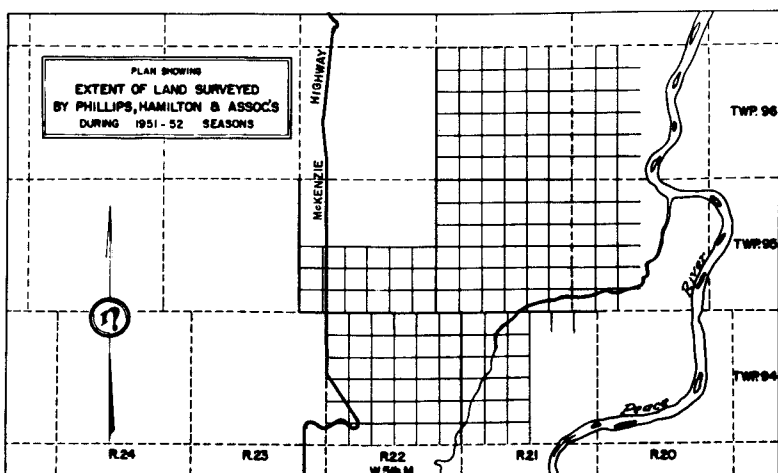 PLAN SHOWING
EXTENT OF LAND SURVEYED
BY PHILLIPS, HAMILTON & ASSOC'S
DURING 1951-52 SEASONS
HIGHWAY
McKENZIE
TWP. 96
TWP. 95
River
TWP. 94
Peace
R.24
R.23
R.22
R.21
R.20
W.5th M.